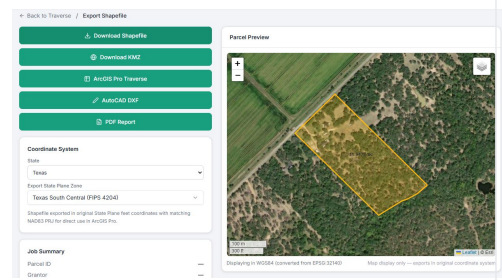 ← Back to Traverse / Export Shapefile
Download Shapefile
Download KMZ
ArcGIS Pro Traverse
AutoCAD DXF
PDF Report
Coordinate System
State
Texas
Export State Plane Zone
Texas South Central (FIPS 4204)
Shapefile exported in original State Plane feet coordinates with matching
NAD83 PRJ for direct use in ArcGIS Pro.
Job Summary
Parcel ID —
Grantor —
Parcel Preview
+
−
100 m
300 ft
Leaflet | © Esri
Displaying in WGS84 (converted from EPSG:32140)
Map display only — exports in original coordinate system